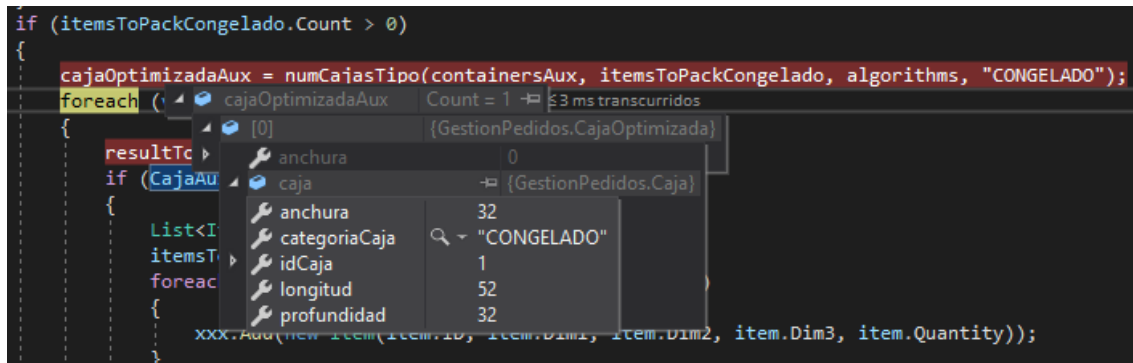 if (itemsToPackCongelado.Count > 0)
{
cajaOptimizadaAux = numCajasTipo(containersAux, itemsToPackCongelado, algorithms, "CONGELADO");
foreach ( cajaOptimizadaAux Count = 1 ≤3 ms transcurridos
{ [0] {GestionPedidos.CajaOptimizada}
resultTo anchura 0
if (CajaAu caja {GestionPedidos.Caja}
{ anchura 32
List<I categoriaCaja "CONGELADO"
itemsT idCaja 1
foreac longitud 52
{ profundidad 32
xxx.Add(new Item(item.ID, item.Dim1, item.Dim2, item.Dim3, item.Quantity));
}